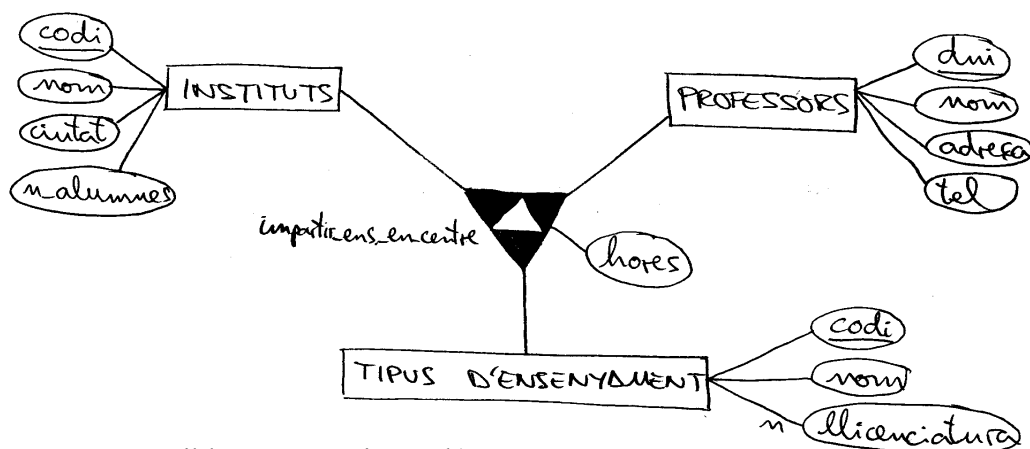 codi
nom
ciutat
n_alumnes
INSTITUTS
PROFESSORS
dni
nom
adreça
tel
impartir_ens_en_centre
hores
TIPUS D'ENSENYAMENT
codi
nom
n llicenciatura